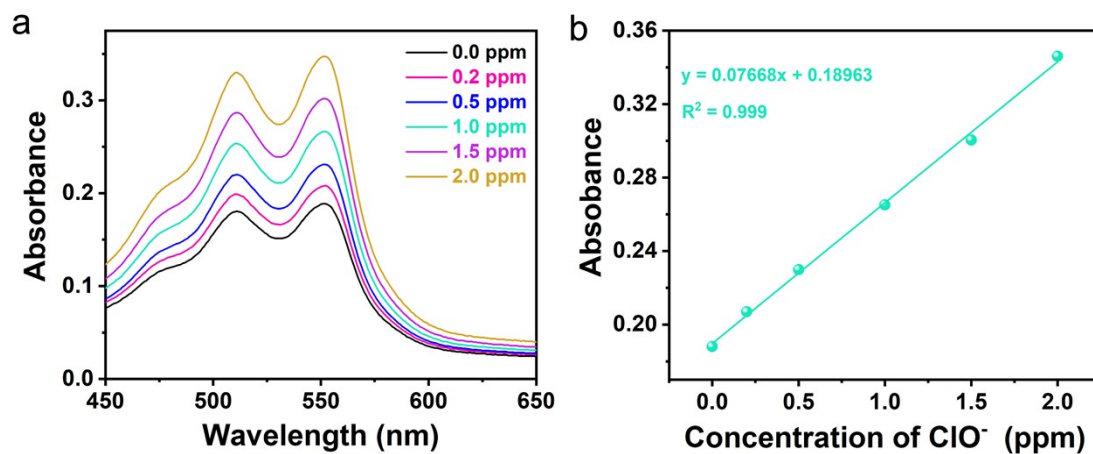 a
Absorbance
0.3
0.2
0.1
0.0
450
500
550
600
650
Wavelength (nm)
0.0 ppm
0.2 ppm
0.5 ppm
1.0 ppm
1.5 ppm
2.0 ppm
b
Absobance
0.36
0.32
0.28
0.24
0.20
0.0
0.5
1.0
1.5
2.0
Concentration of ClO⁻ (ppm)
y = 0.07668x + 0.18963
R² = 0.999